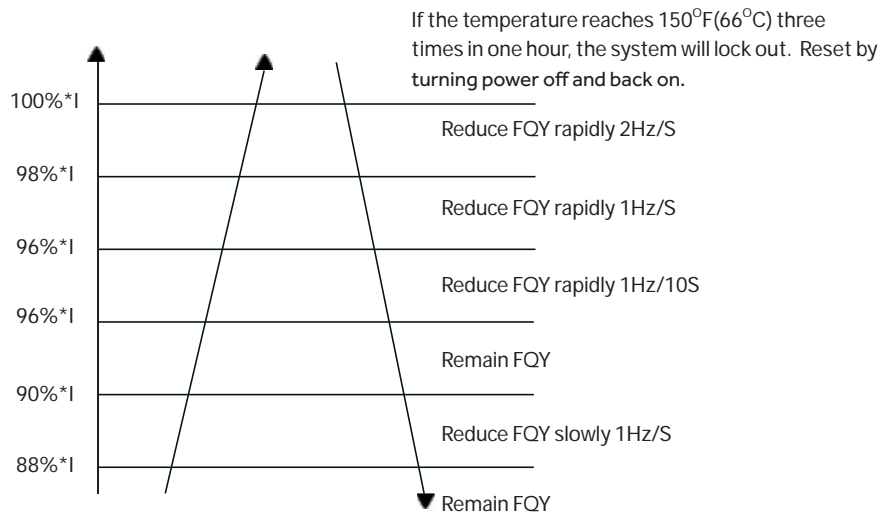 If the temperature reaches 150°F(66°C) three
times in one hour, the system will lock out. Reset by
turning power off and back on.
100%*I
Reduce FQY rapidly 2Hz/S
98%*I
Reduce FQY rapidly 1Hz/S
96%*I
Reduce FQY rapidly 1Hz/10S
96%*I
Remain FQY
90%*I
Reduce FQY slowly 1Hz/S
88%*I
Remain FQY